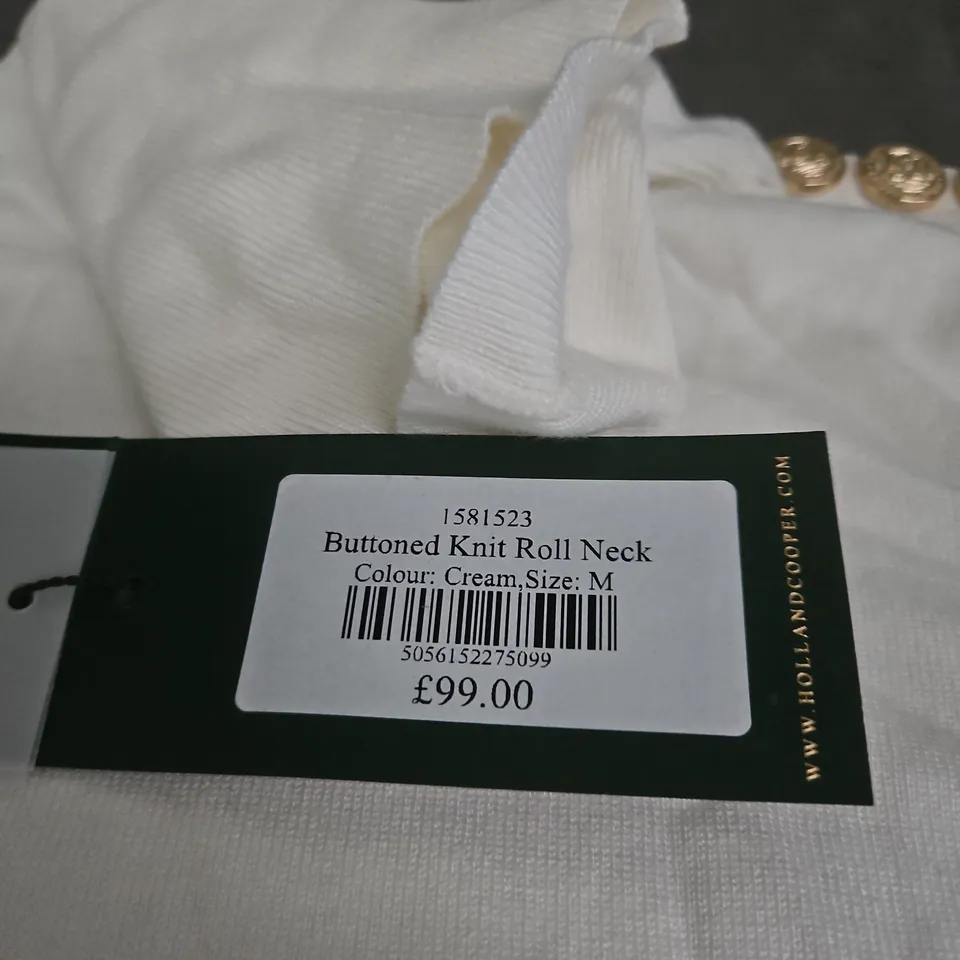 1581523
Buttoned Knit Roll Neck
Colour: Cream,Size: M
5056152275099
£99.00
WWW.HOLLANDCOOPER.COM